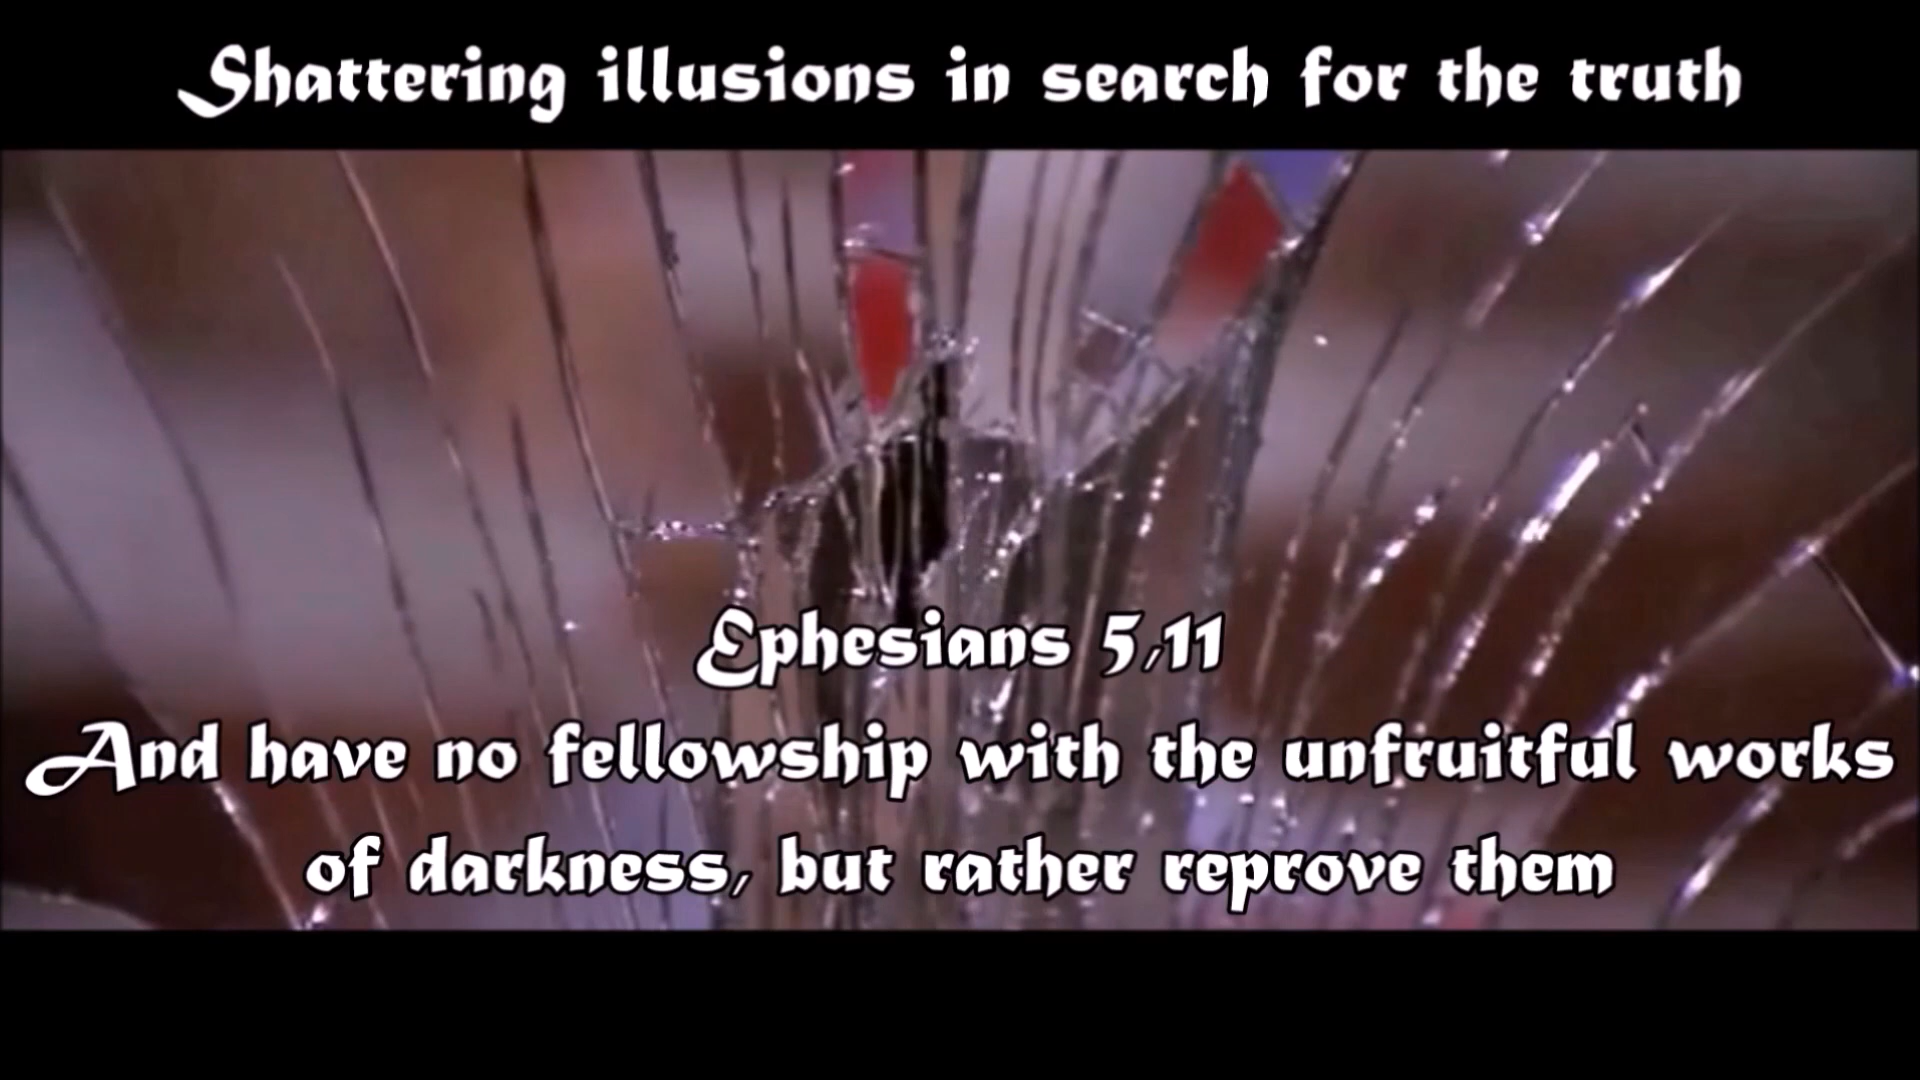 Shattering illusions in search for the truth
Ephesians 5,11
And have no fellowship with the unfruitful works
of darkness, but rather reprove them